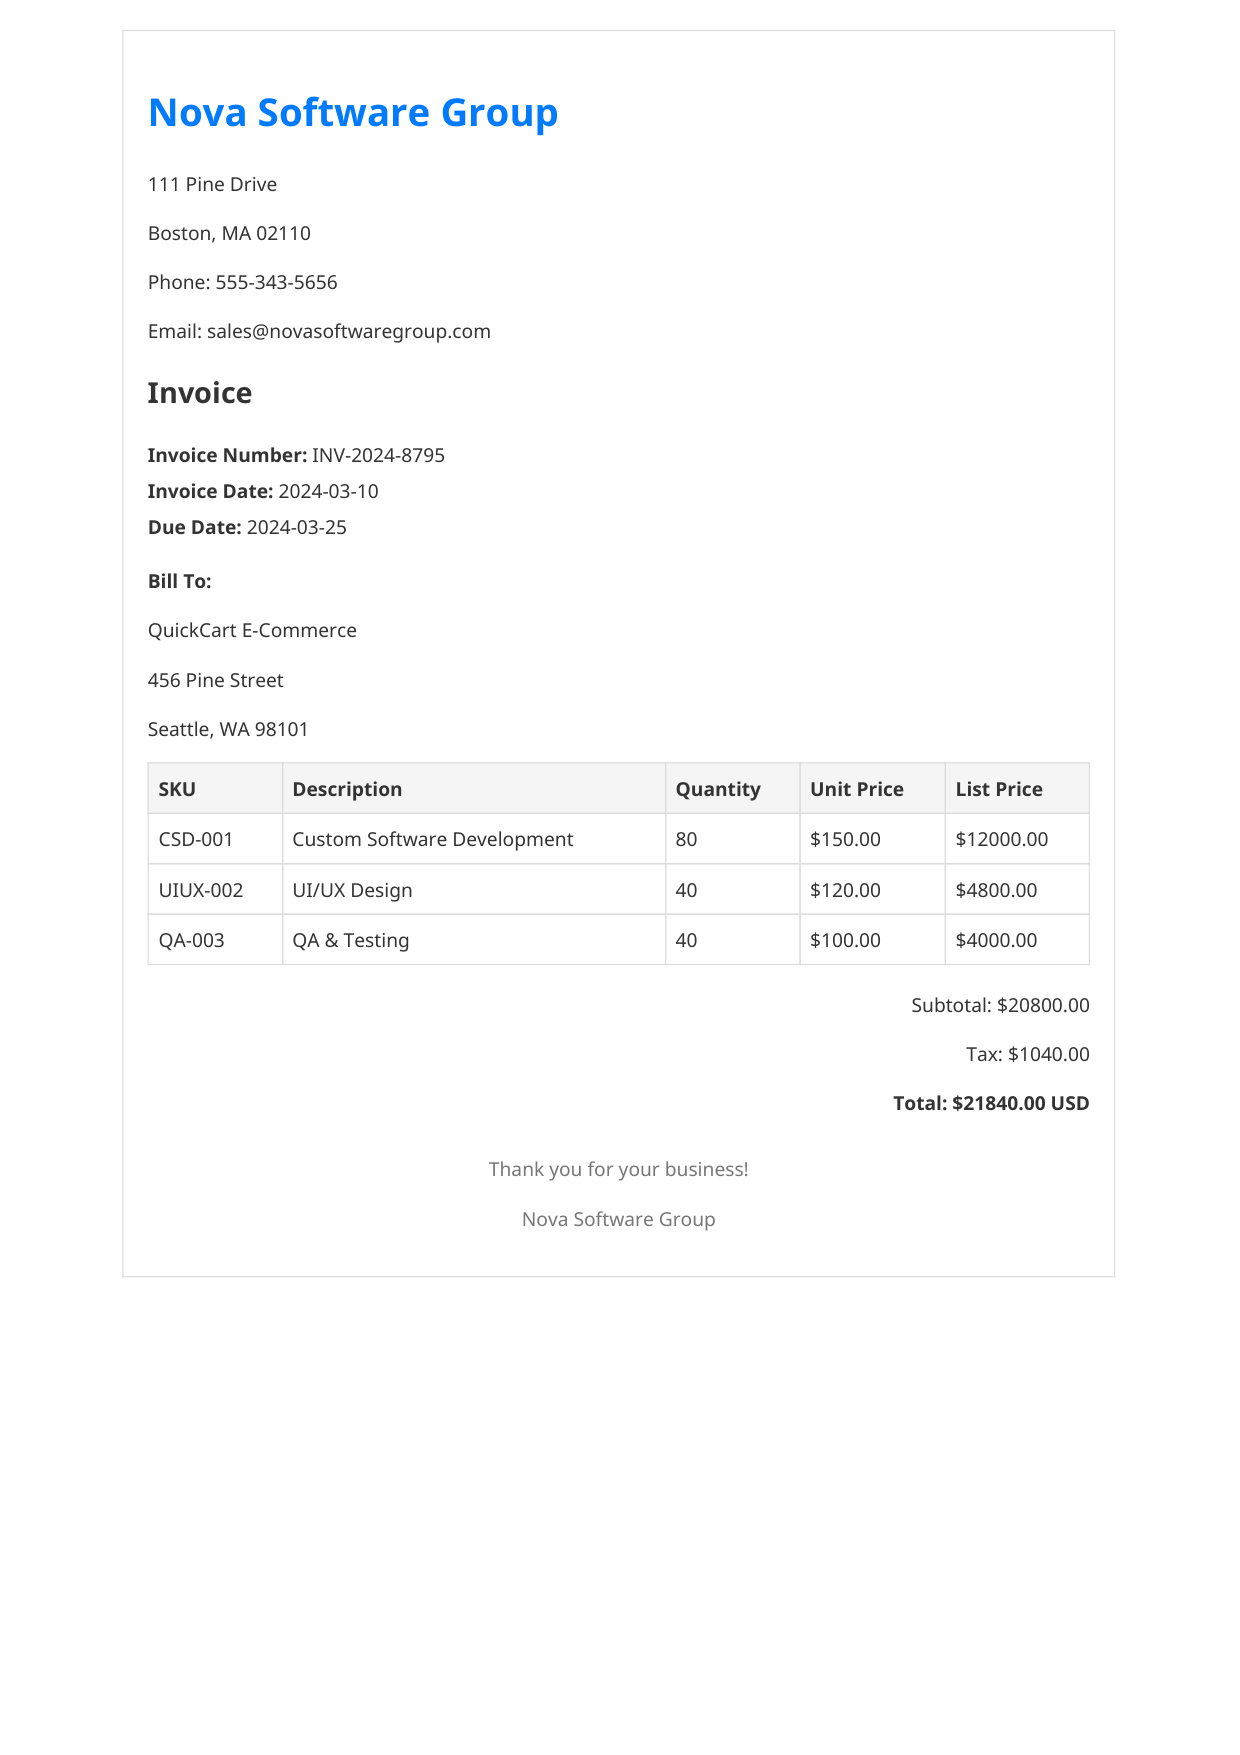 Nova Software Group
111 Pine Drive
Boston, MA 02110
Phone: 555-343-5656
Email: sales@novasoftwaregroup.com
Invoice
Invoice Number: INV-2024-8795
Invoice Date: 2024-03-10
Due Date: 2024-03-25
Bill To:
QuickCart E-Commerce
456 Pine Street
Seattle, WA 98101
SKU Description Quantity Unit Price List Price
CSD-001 Custom Software Development 80 $150.00 $12000.00
UIUX-002 UI/UX Design 40 $120.00 $4800.00
QA-003 QA & Testing 40 $100.00 $4000.00
Subtotal: $20800.00
Tax: $1040.00
Total: $21840.00 USD
Thank you for your business!
Nova Software Group